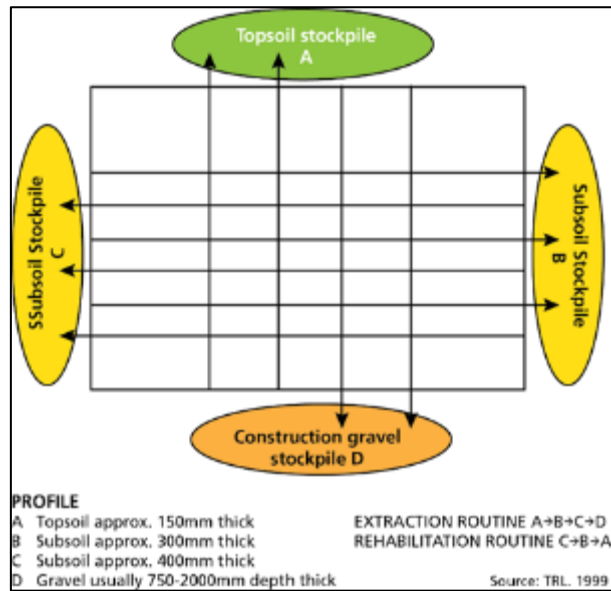 Topsoil stockpile
A
SSubsoil Stockpile
C
Subsoil Stockpile
B
Construction gravel
stockpile D
PROFILE
A Topsoil approx. 150mm thick
B Subsoil approx. 300mm thick
C Subsoil approx. 400mm thick
D Gravel usually 750-2000mm depth thick
EXTRACTION ROUTINE A→B→C→D
REHABILITATION ROUTINE C→B→A
Source: TRL. 1999